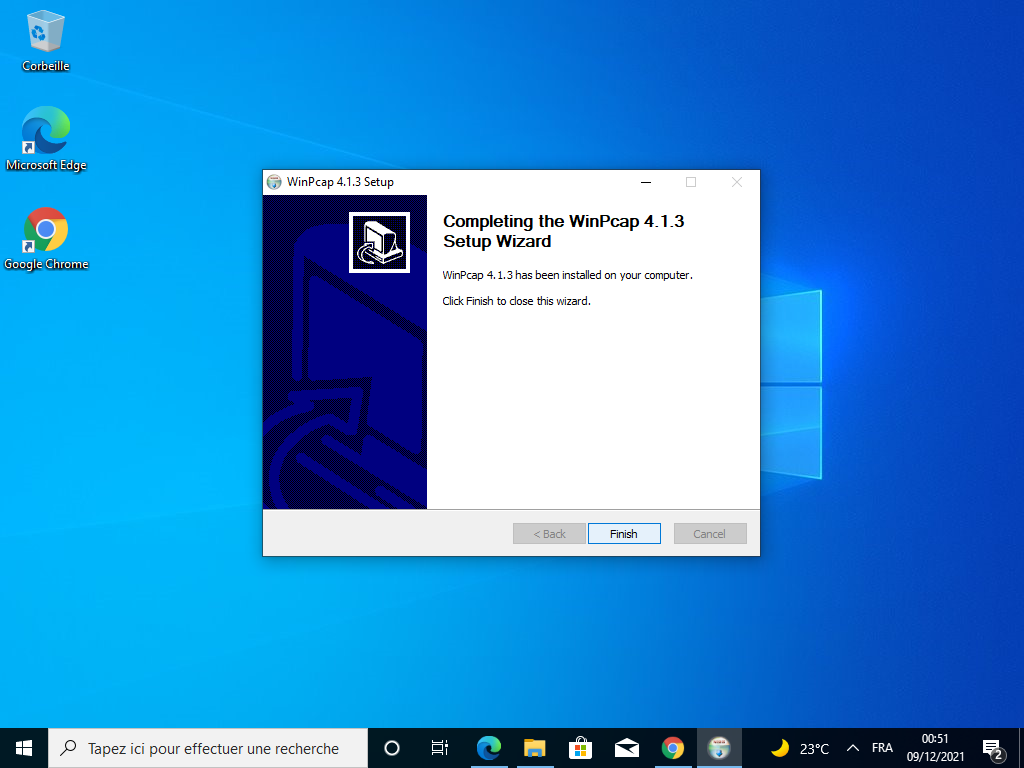 Corbeille
Microsoft Edge
Google Chrome
WinPcap 4.1.3 Setup
Completing the WinPcap 4.1.3
Setup Wizard
WinPcap 4.1.3 has been installed on your computer.
Click Finish to close this wizard.
< Back
Finish
Cancel
Tapez ici pour effectuer une recherche
23°C
FRA
00:51
09/12/2021
2